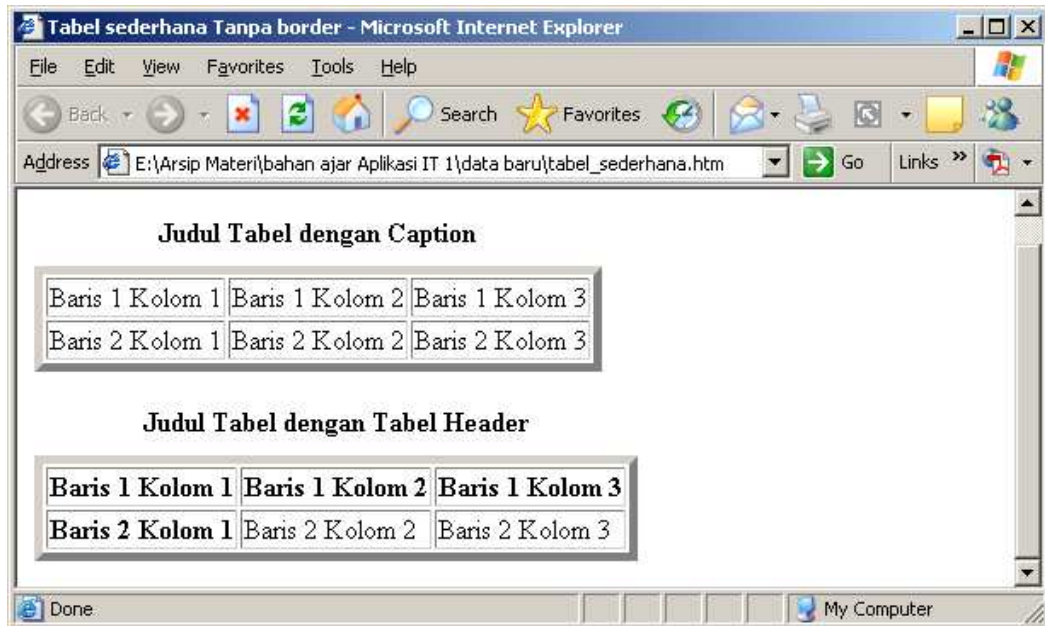 Tabel sederhana Tanpa border - Microsoft Internet Explorer
File Edit View Favorites Tools Help
Back Search Favorites
Address E:\Arsip Materi\bahan ajar Aplikasi IT 1\data baru\tabel_sederhana.htm Go Links »
Judul Tabel dengan Caption
Baris 1 Kolom 1 Baris 1 Kolom 2 Baris 1 Kolom 3
Baris 2 Kolom 1 Baris 2 Kolom 2 Baris 2 Kolom 3
Judul Tabel dengan Tabel Header
Baris 1 Kolom 1 Baris 1 Kolom 2 Baris 1 Kolom 3
Baris 2 Kolom 1 Baris 2 Kolom 2 Baris 2 Kolom 3
Done My Computer